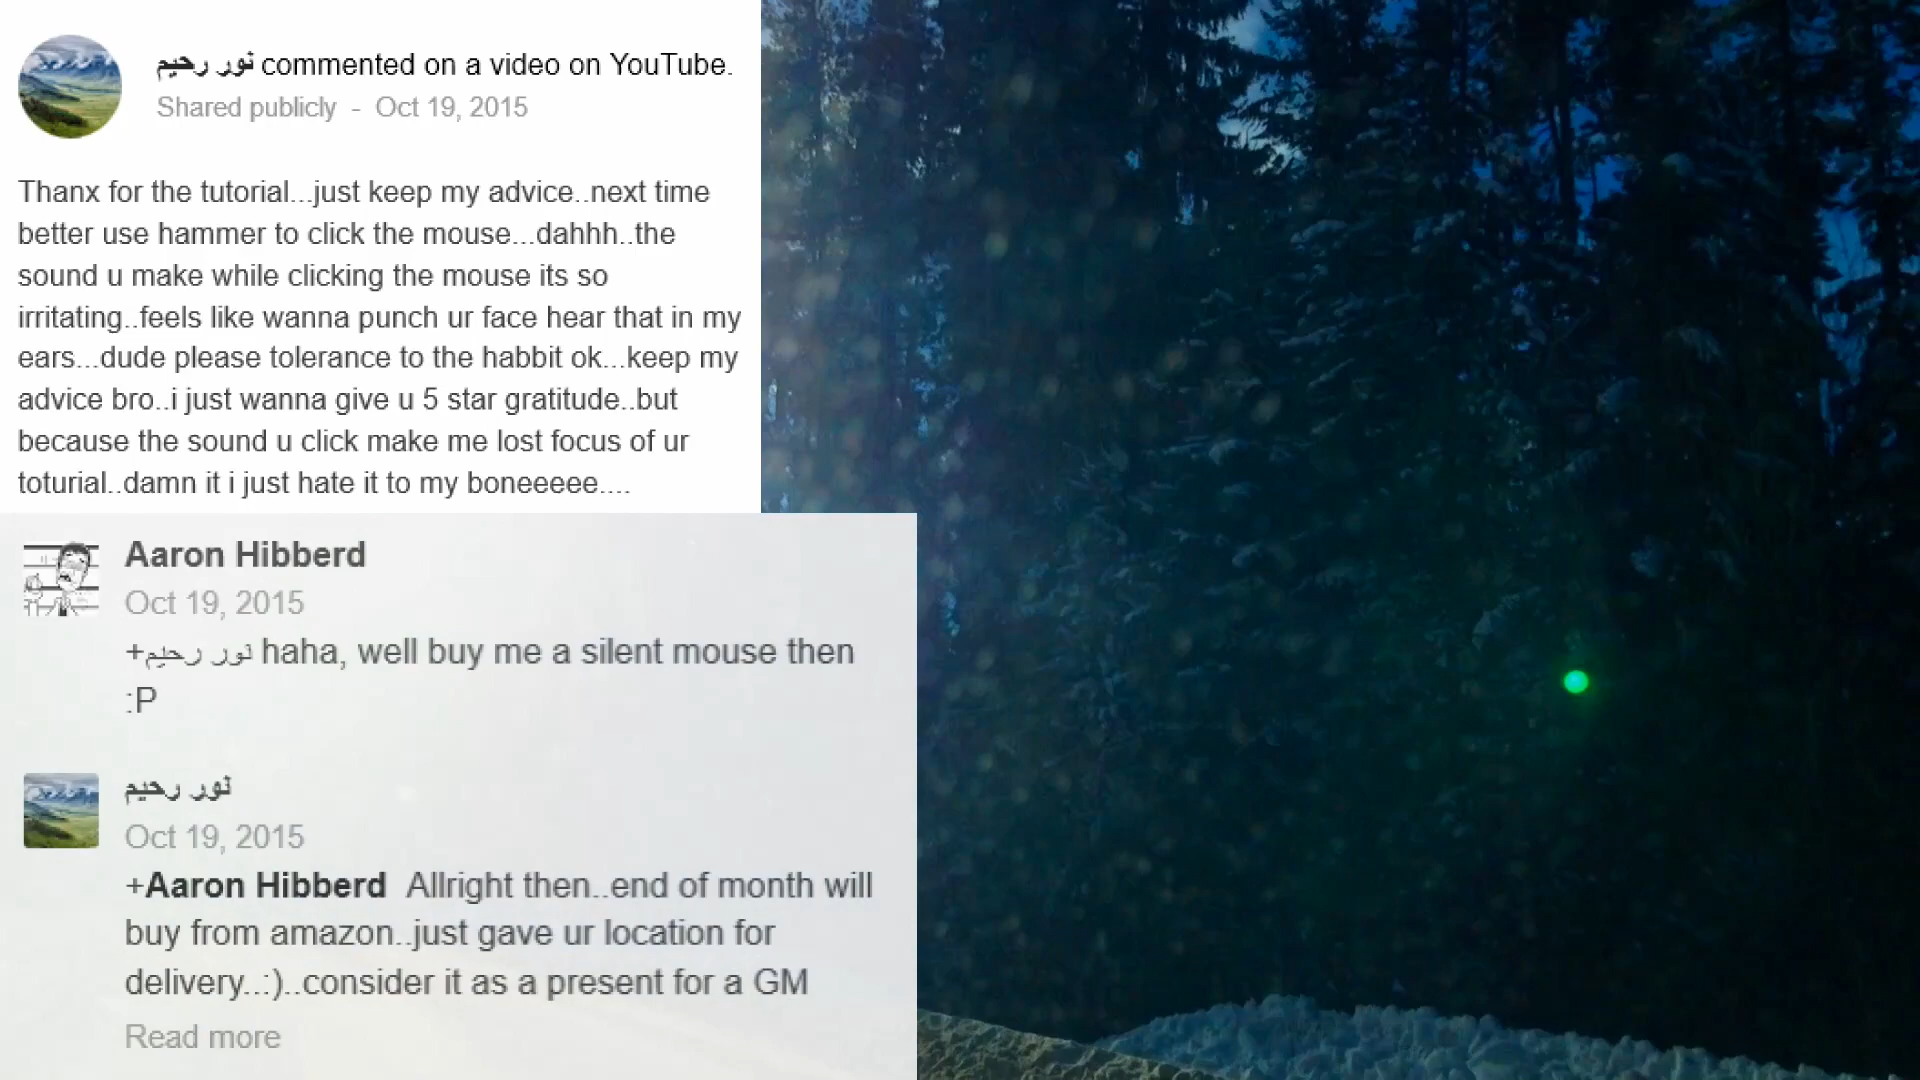 نور رحيم commented on a video on YouTube.
Shared publicly - Oct 19, 2015
Thanx for the tutorial...just keep my advice..next time
better use hammer to click the mouse...dahhh..the
sound u make while clicking the mouse its so
irritating..feels like wanna punch ur face hear that in my
ears...dude please tolerance to the habbit ok...keep my
advice bro..i just wanna give u 5 star gratitude..but
because the sound u click make me lost focus of ur
toturial..damn it i just hate it to my boneeeee....
Aaron Hibberd
Oct 19, 2015
+نور رحيم haha, well buy me a silent mouse then
:P
نور رحيم
Oct 19, 2015
+Aaron Hibberd Allright then..end of month will
buy from amazon..just gave ur location for
delivery..:)..consider it as a present for a GM
Read more